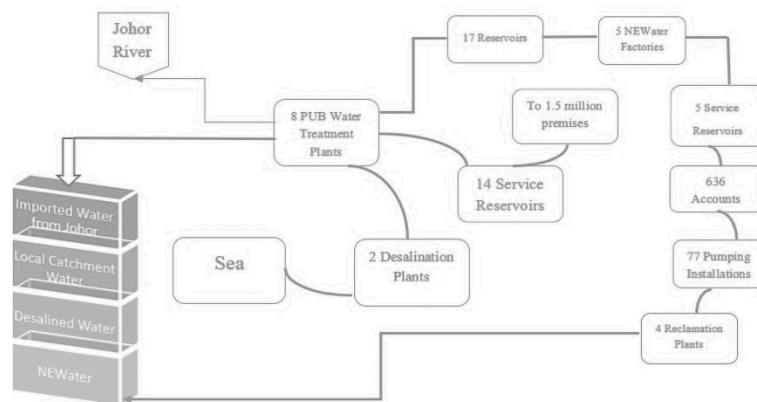 Johor
River
17 Reservoirs
5 NEWater
Factories
8 PUB Water
Treatment
Plants
To 1.5 million
premises
5 Service
Reservoirs
14 Service
Reservoirs
636
Accounts
Imported Water
from Johor
Local Catchment
Water
Desalined Water
NEWater
Sea
2 Desalination
Plants
77 Pumping
Installations
4 Reclamation
Plants